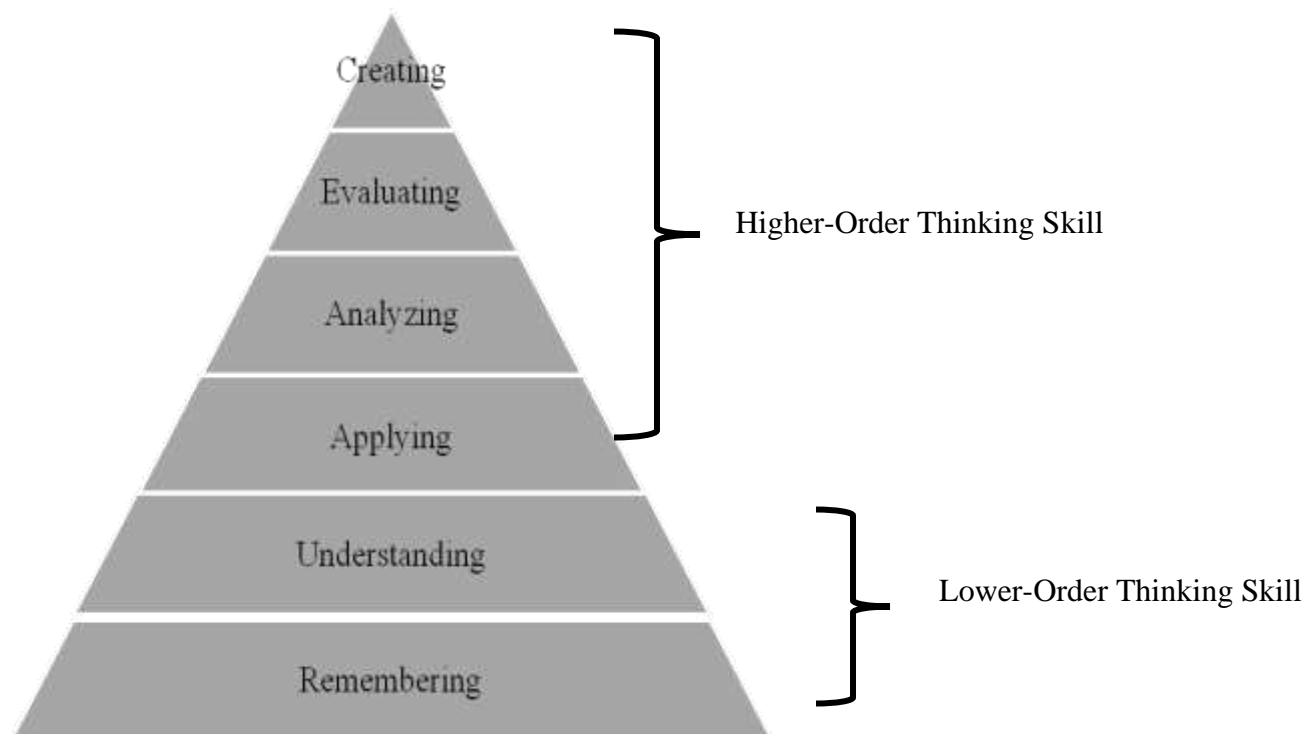 Creating
Evaluating
Higher-Order Thinking Skill
Analyzing
Applying
Understanding
Lower-Order Thinking Skill
Remembering